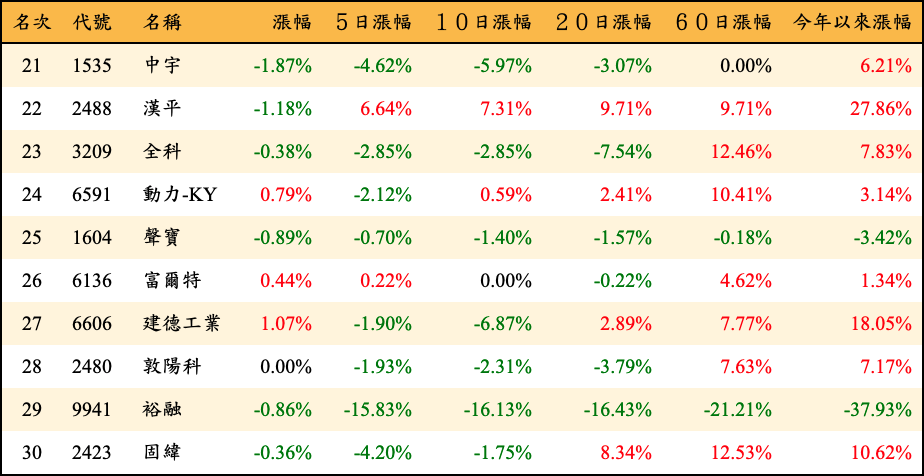 名次 代號 名稱 漲幅 ５日漲幅 １０日漲幅 ２０日漲幅 ６０日漲幅 今年以來漲幅
21 1535 中宇 -1.87% -4.62% -5.97% -3.07% 0.00% 6.21%
22 2488 漢平 -1.18% 6.64% 7.31% 9.71% 9.71% 27.86%
23 3209 全科 -0.38% -2.85% -2.85% -7.54% 12.46% 7.83%
24 6591 動力-KY 0.79% -2.12% 0.59% 2.41% 10.41% 3.14%
25 1604 聲寶 -0.89% -0.70% -1.40% -1.57% -0.18% -3.42%
26 6136 富爾特 0.44% 0.22% 0.00% -0.22% 4.62% 1.34%
27 6606 建德工業 1.07% -1.90% -6.87% 2.89% 7.77% 18.05%
28 2480 敦陽科 0.00% -1.93% -2.31% -3.79% 7.63% 7.17%
29 9941 裕融 -0.86% -15.83% -16.13% -16.43% -21.21% -37.93%
30 2423 固緯 -0.36% -4.20% -1.75% 8.34% 12.53% 10.62%